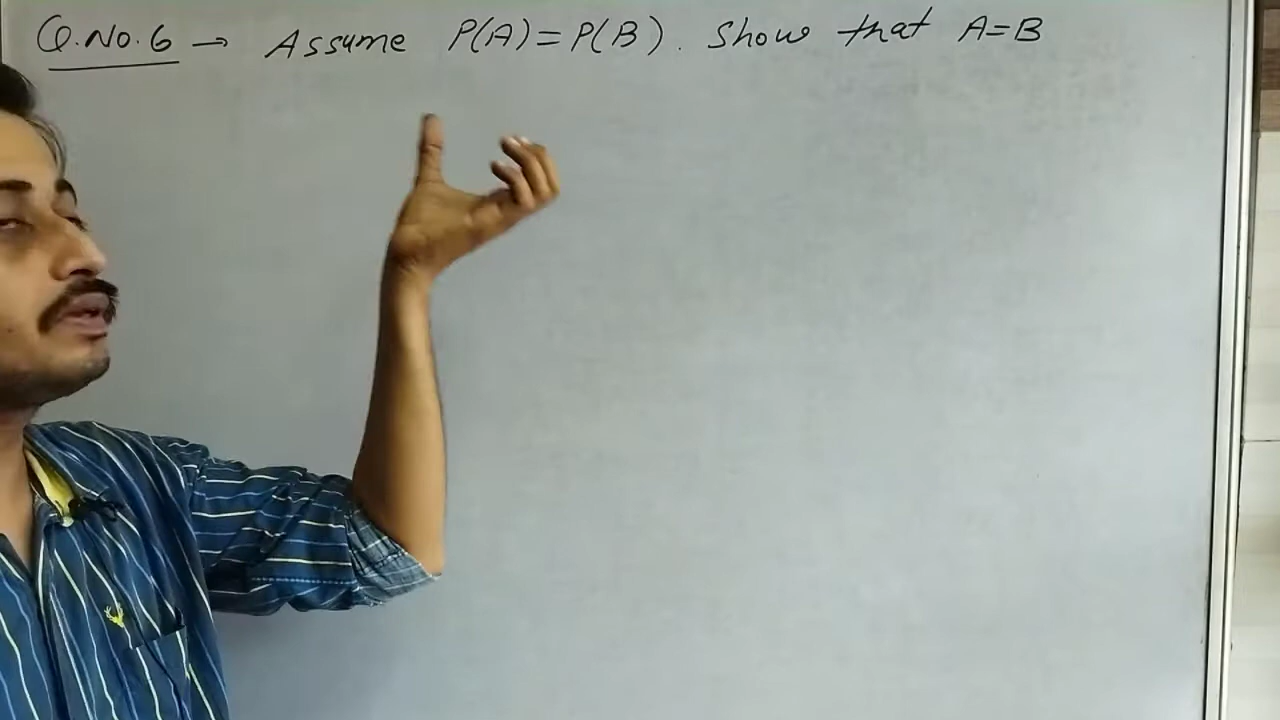 Q.No.6 → Assume P(A)=P(B). Show that A=B